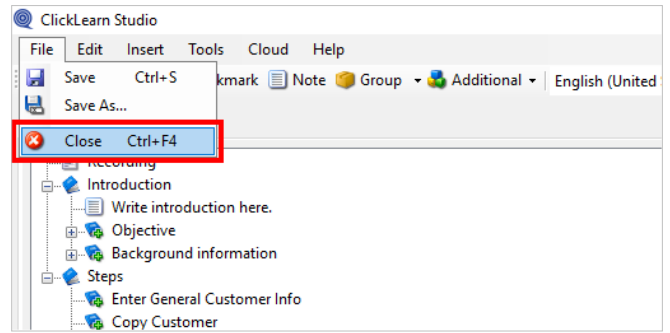 ClickLearn Studio
File Edit Insert Tools Cloud Help
Save Ctrl+S
kmark Note Group Additional English (United
Save As...
Close Ctrl+F4
Recording
Introduction
Write introduction here.
Objective
Background information
Steps
Enter General Customer Info
Copy Customer